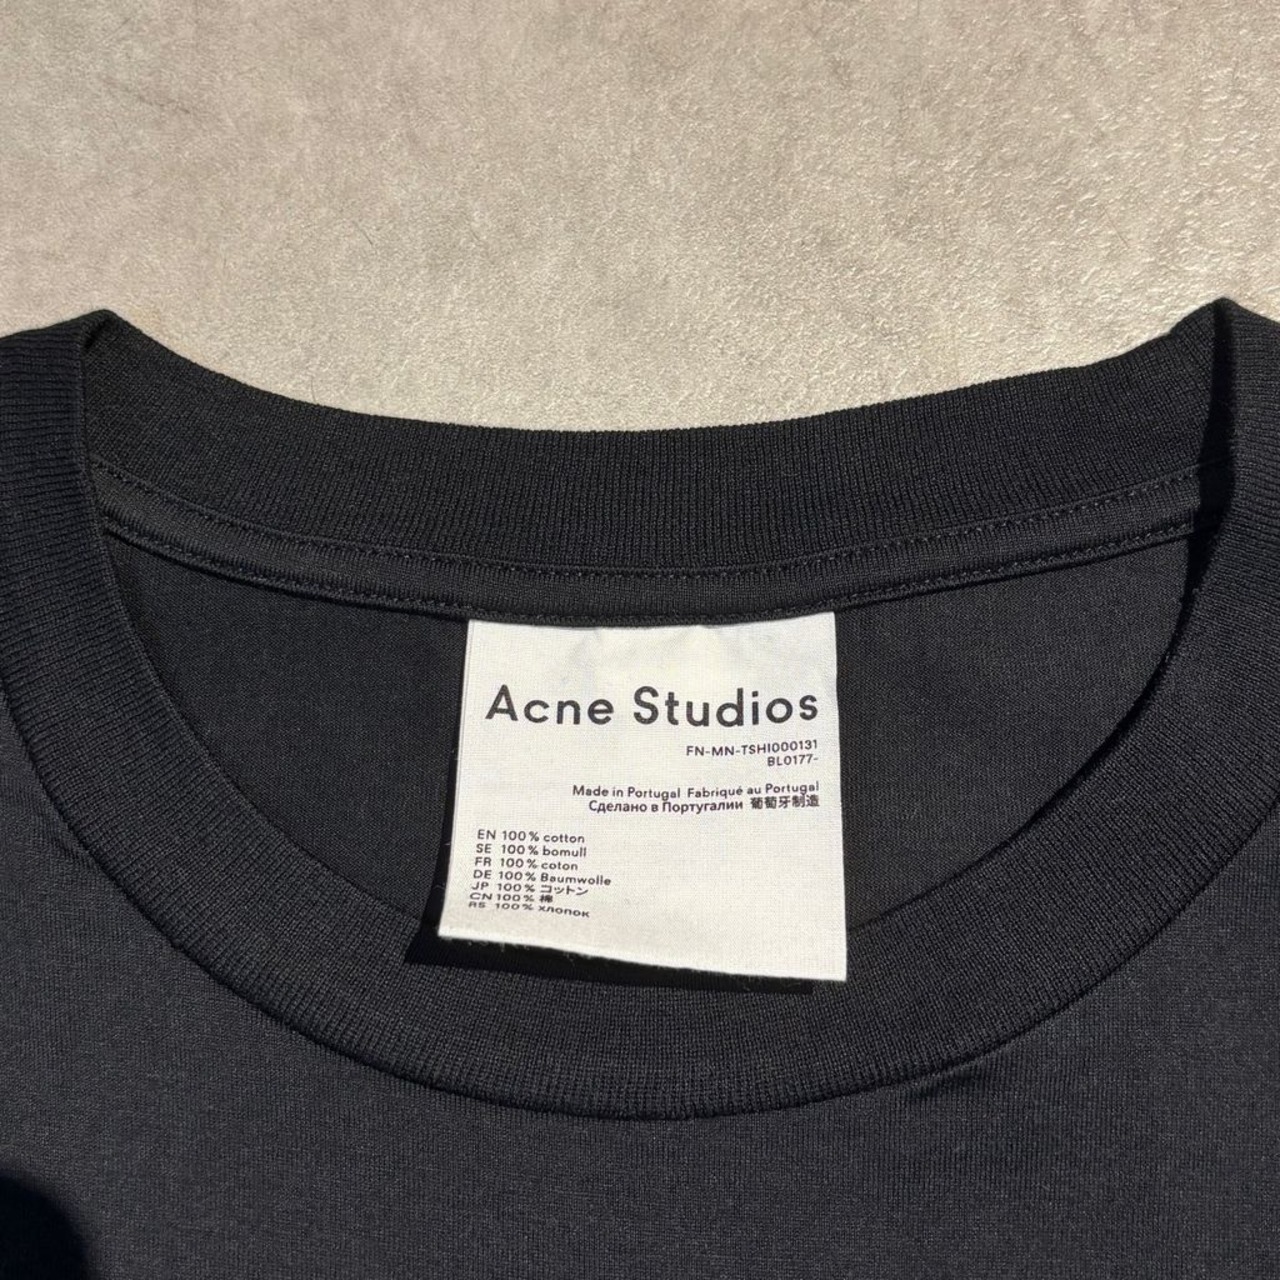 Acne Studios
FN-MN-TSHI000131
BL0177-
Made in Portugal Fabriqué au Portugal
Сделано в Португалии 葡萄牙制造
EN 100% cotton
SE 100% bomull
FR 100% coton
DE 100% Baumwolle
JP 100% コットン
CN 100% 棉
RS 100% хлопок